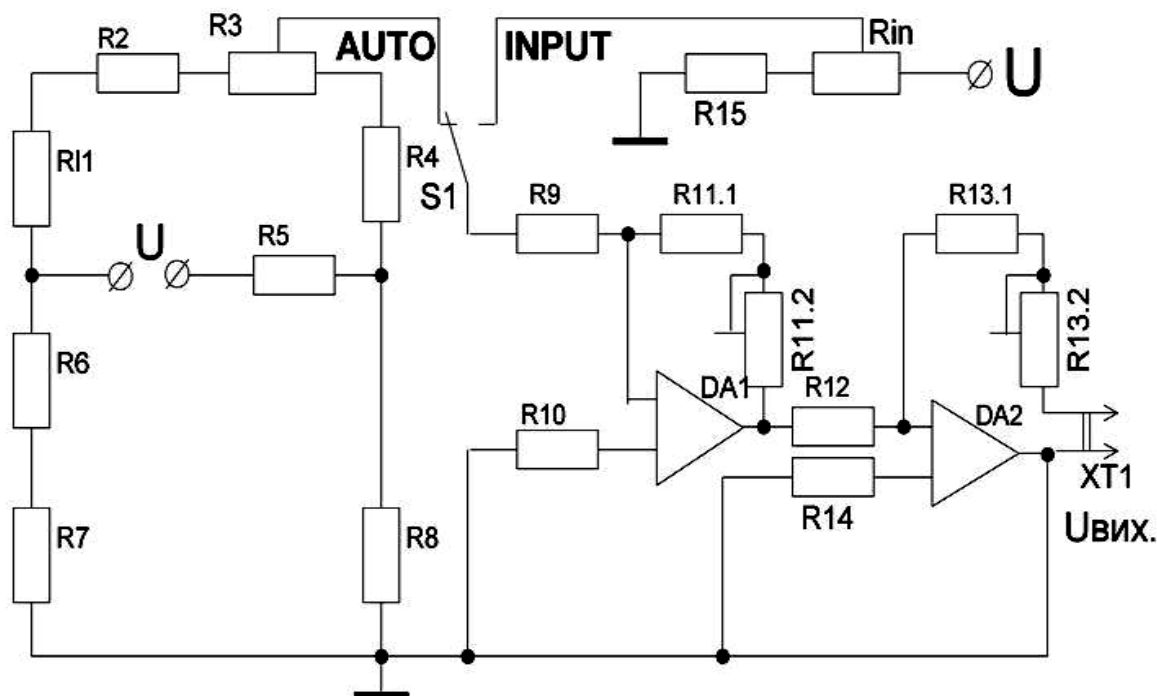 R2
R3
AUTO
INPUT
Rin
U
R15
Rl1
R4
S1
R9
R11.1
R13.1
U
R5
R11.2
R13.2
R6
DA1
R12
DA2
R10
XT1
R14
Uвих.
R7
R8